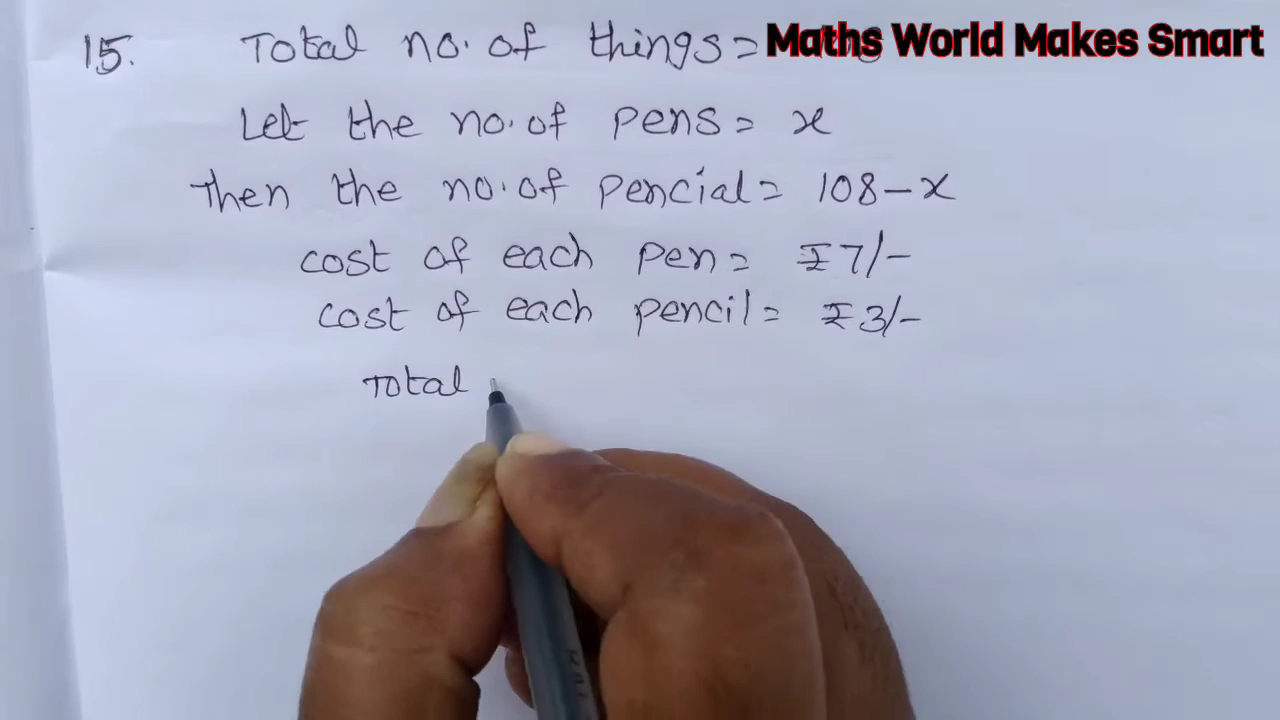 15. Total no. of things =
Maths World Makes Smart
Let the no. of pens = x
Then the no. of pencial = 108 - x
cost of each pen = ₹7/-
cost of each pencil = ₹3/-
Total